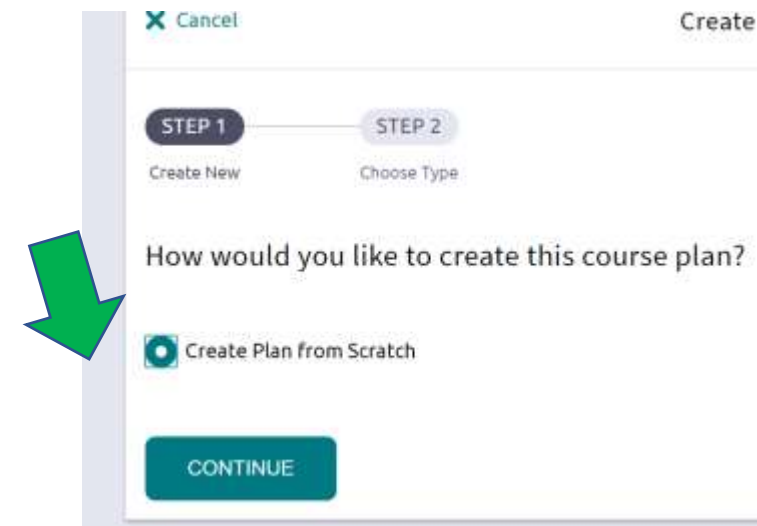 Cancel
Create
STEP 1
STEP 2
Create New
Choose Type
How would you like to create this course plan?
Create Plan from Scratch
CONTINUE